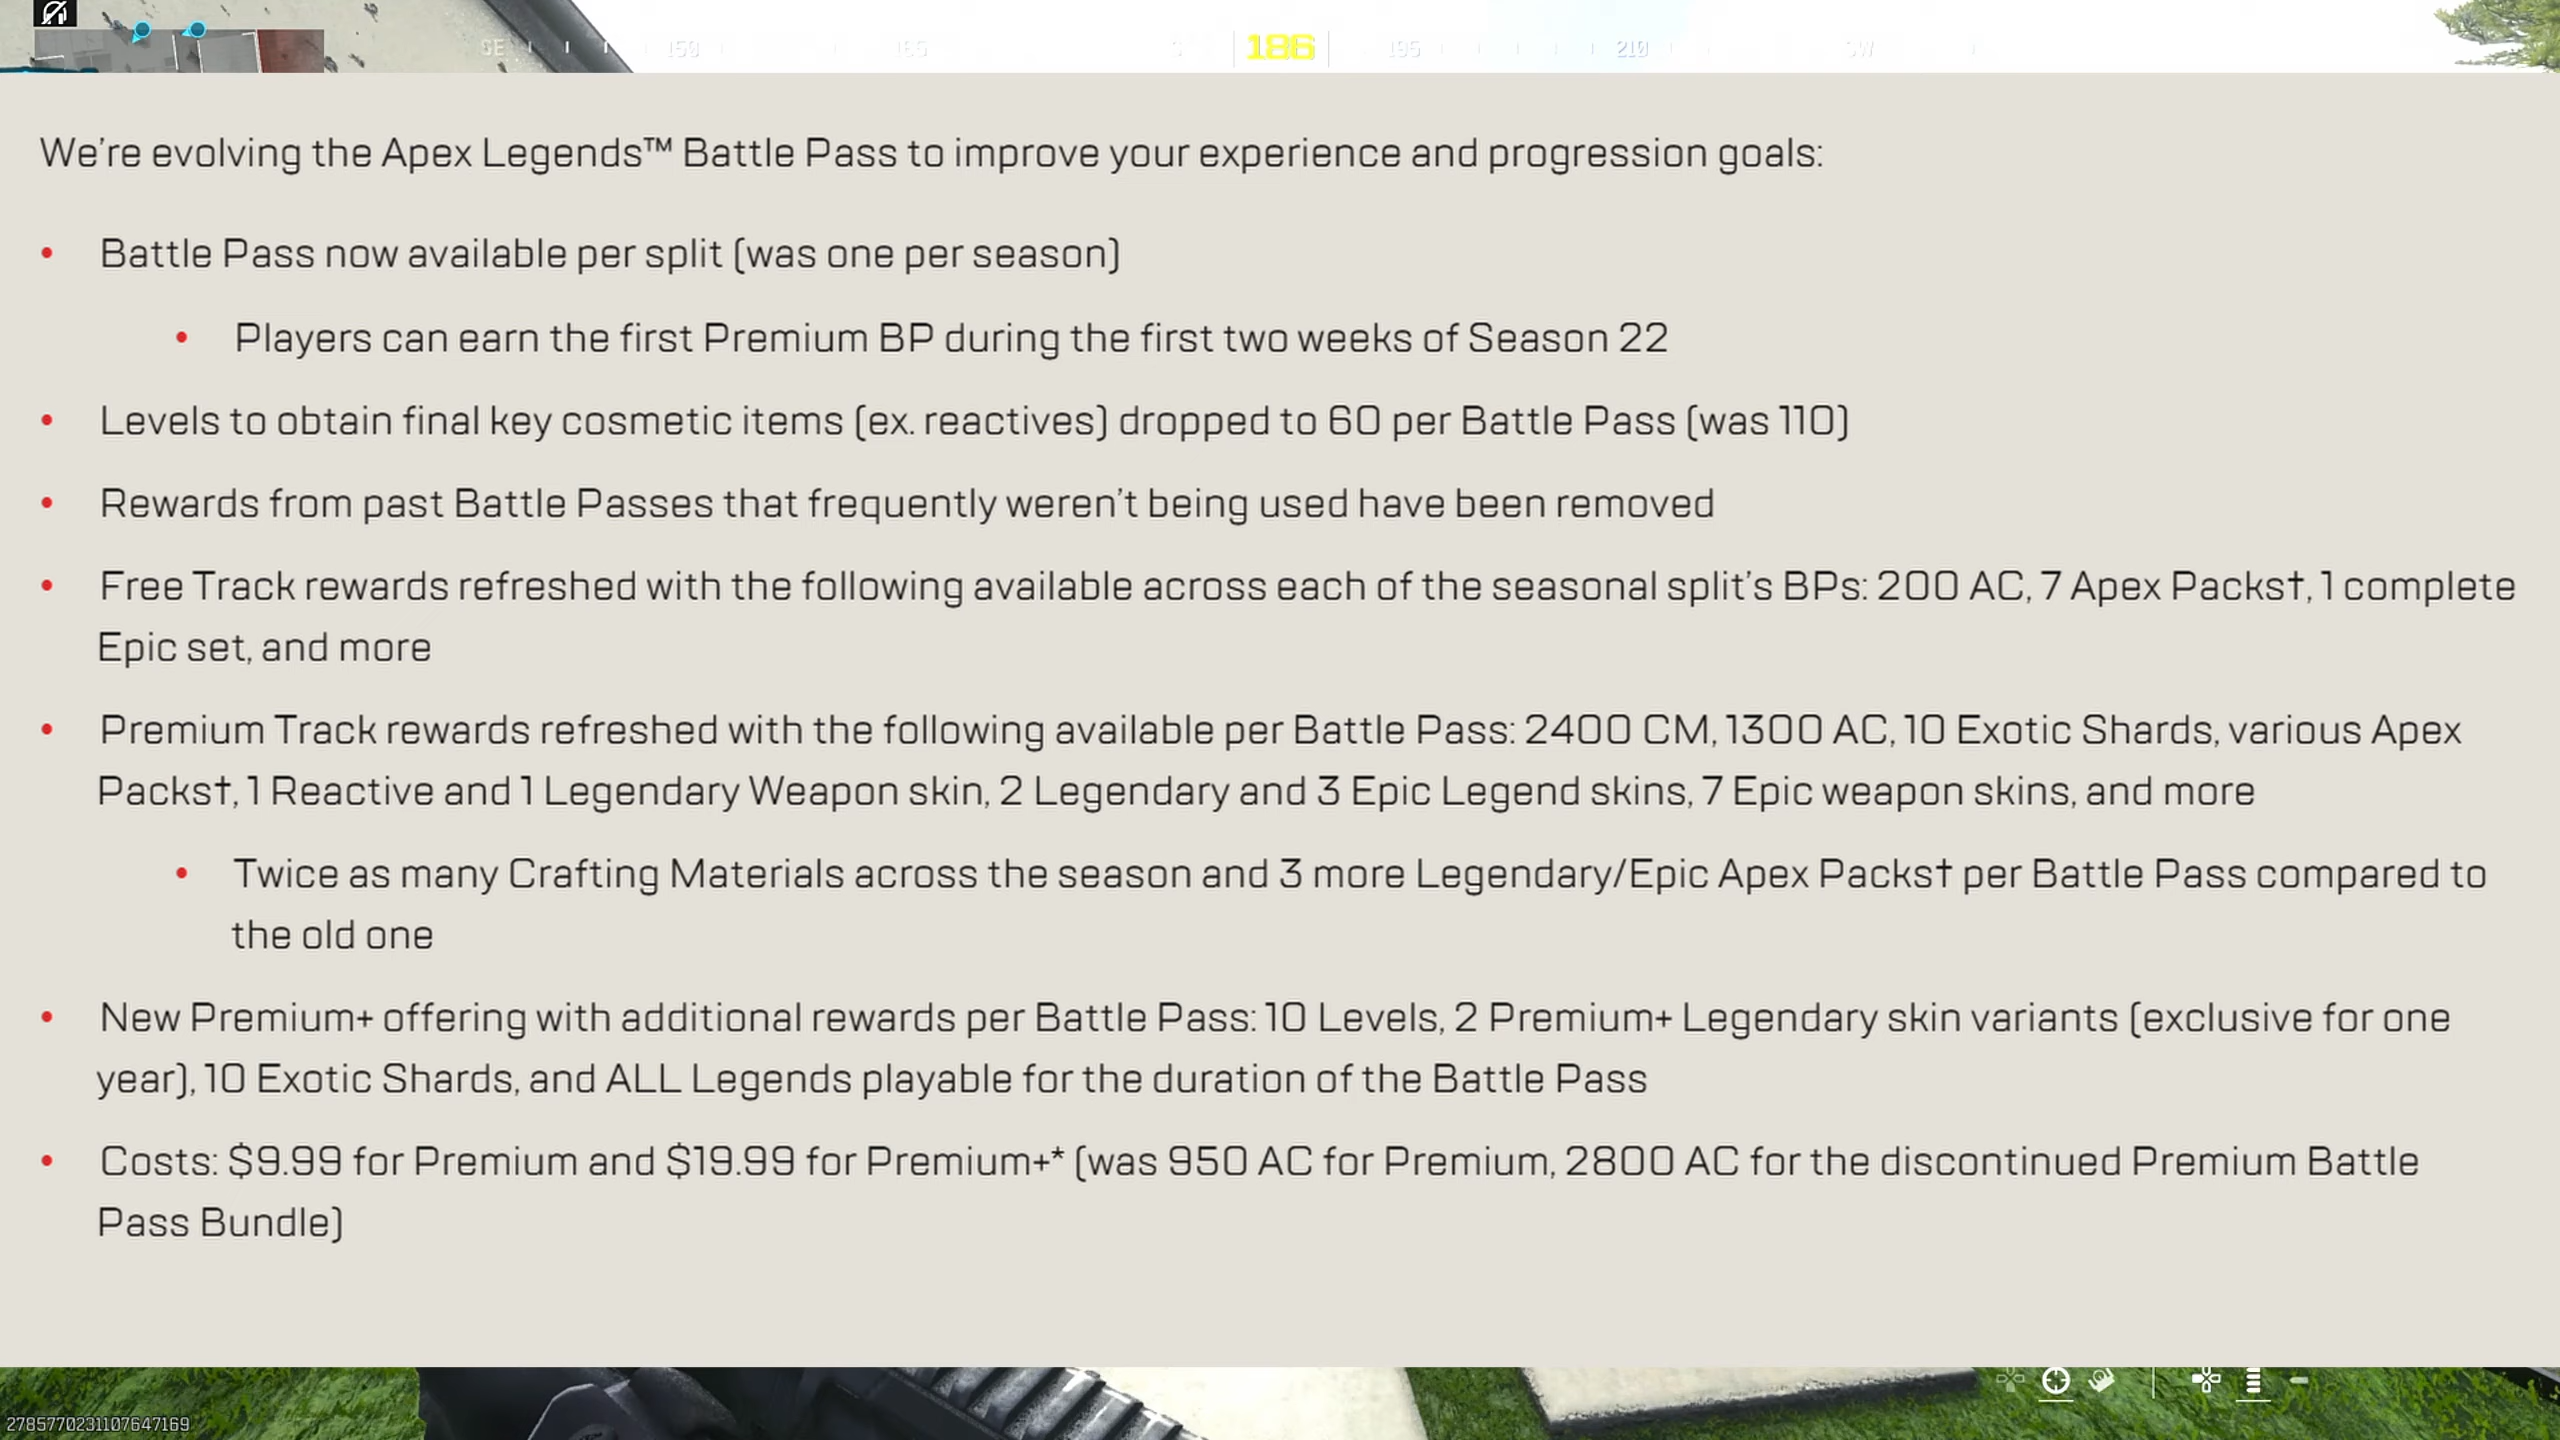 SE 150 165 S 186 195 210 SW
We're evolving the Apex Legends™ Battle Pass to improve your experience and progression goals:
• Battle Pass now available per split (was one per season)
• Players can earn the first Premium BP during the first two weeks of Season 22
• Levels to obtain final key cosmetic items (ex. reactives) dropped to 60 per Battle Pass (was 110)
• Rewards from past Battle Passes that frequently weren't being used have been removed
• Free Track rewards refreshed with the following available across each of the seasonal split's BPs: 200 AC, 7 Apex Packs†, 1 complete
Epic set, and more
• Premium Track rewards refreshed with the following available per Battle Pass: 2400 CM, 1300 AC, 10 Exotic Shards, various Apex
Packs†, 1 Reactive and 1 Legendary Weapon skin, 2 Legendary and 3 Epic Legend skins, 7 Epic weapon skins, and more
• Twice as many Crafting Materials across the season and 3 more Legendary/Epic Apex Packs† per Battle Pass compared to
the old one
• New Premium+ offering with additional rewards per Battle Pass: 10 Levels, 2 Premium+ Legendary skin variants (exclusive for one
year), 10 Exotic Shards, and ALL Legends playable for the duration of the Battle Pass
• Costs: $9.99 for Premium and $19.99 for Premium+* (was 950 AC for Premium, 2800 AC for the discontinued Premium Battle
Pass Bundle)
2785770231107647169